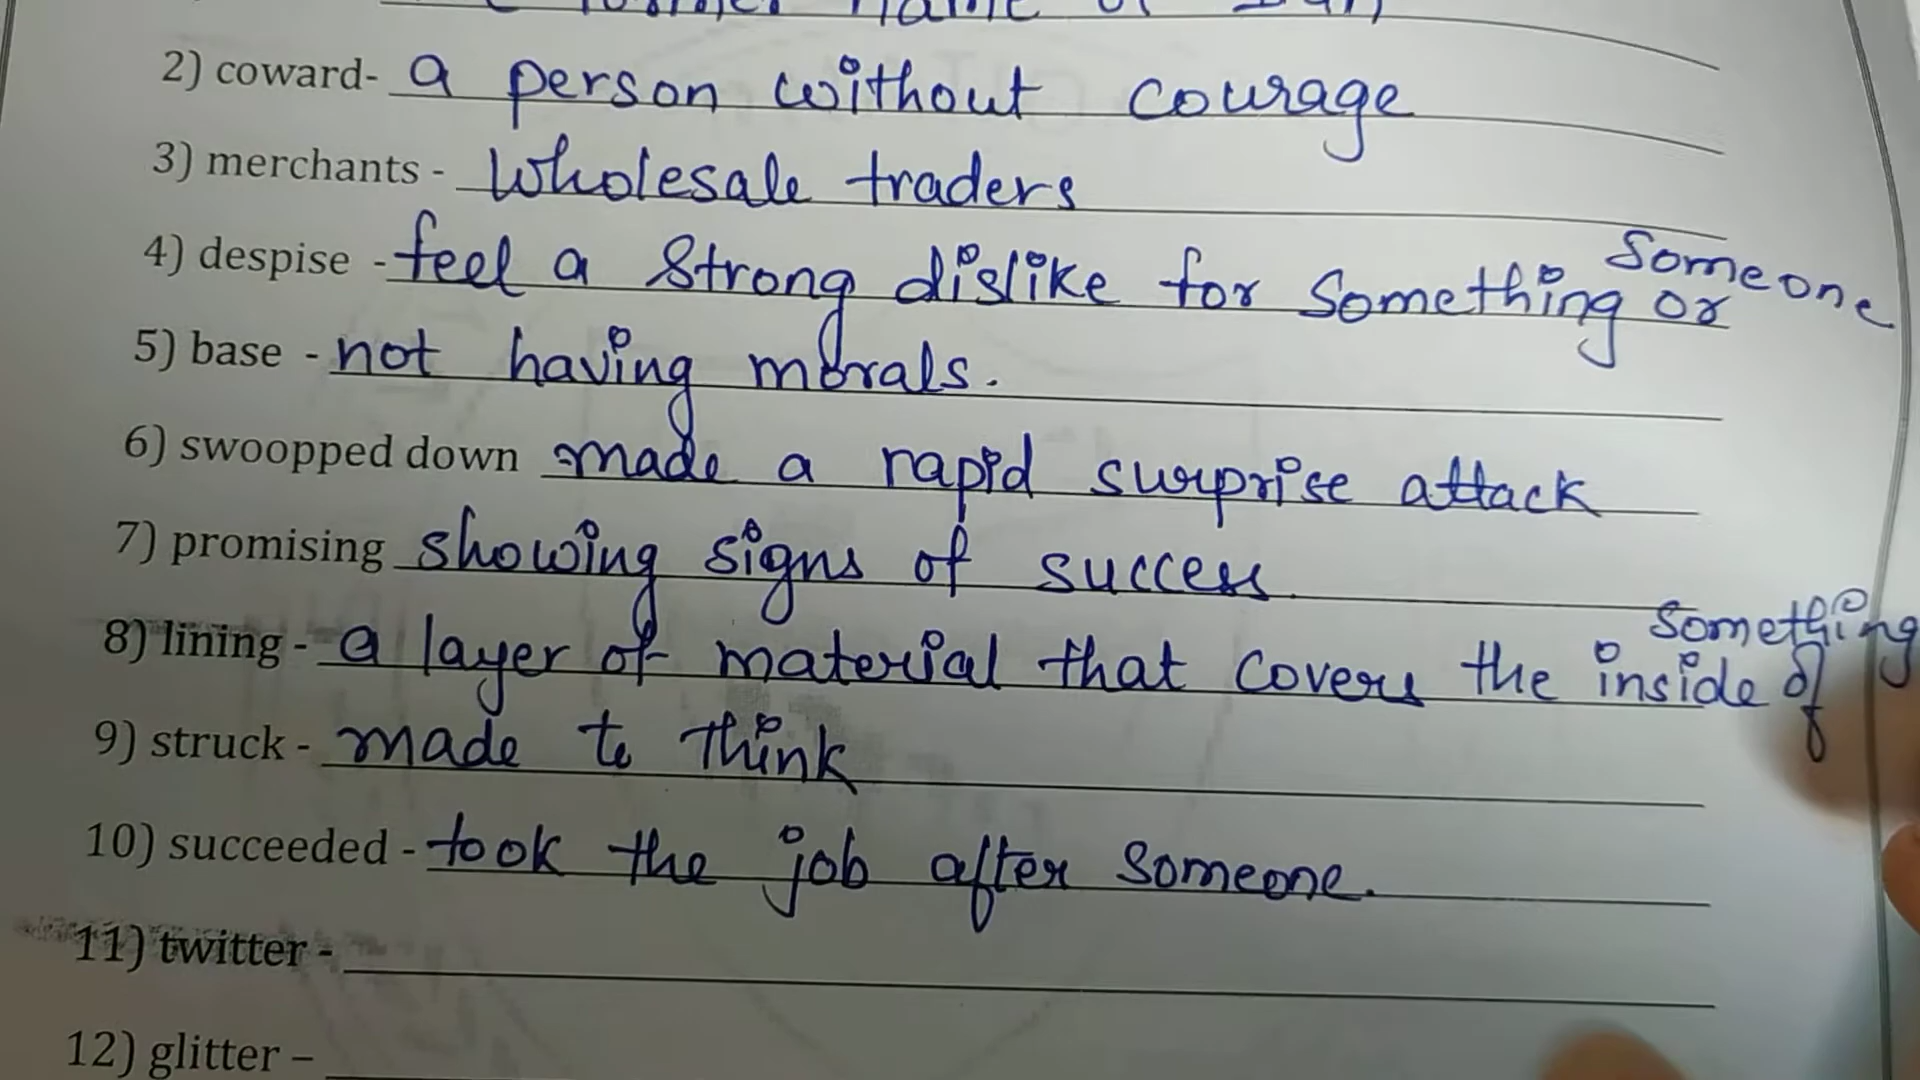 name of
2) coward- a person without courage
3) merchants - Wholesale traders
4) despise - feel a strong dislike for something or someone
5) base - not having morals.
6) swoopped down made a rapid surprise attack
7) promising showing signs of success.
8) lining - a layer of material that covers the inside of something
9) struck - made to think
10) succeeded - took the job after someone.
11) twitter -
12) glitter –